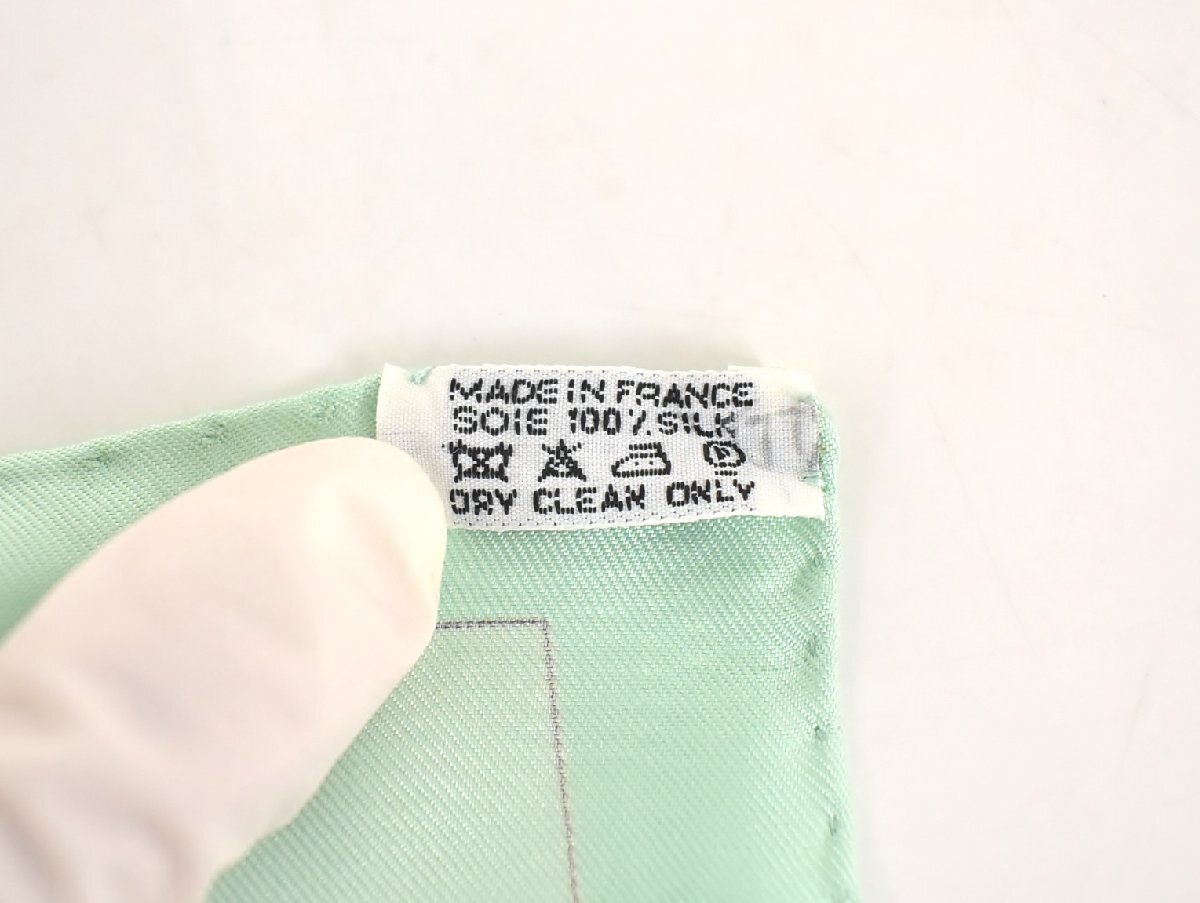 MADE IN FRANCE
SOIE 100% SILK
P
DRY CLEAN ONLY